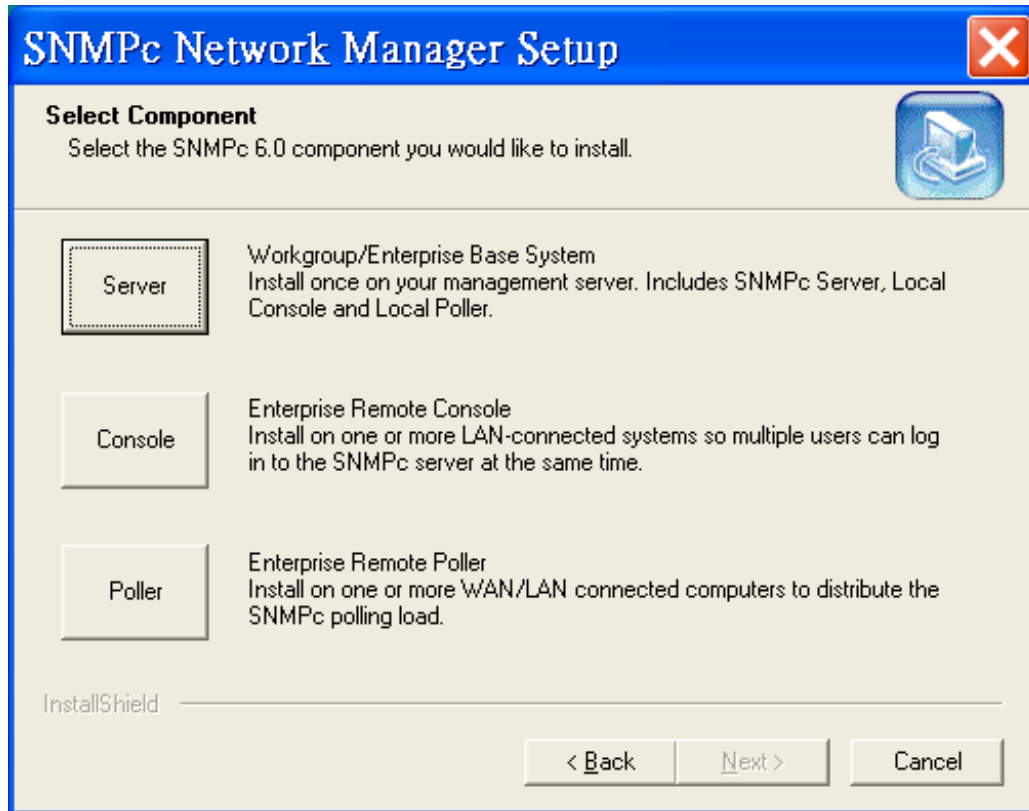 SNMPc Network Manager Setup
Select Component
Select the SNMPc 6.0 component you would like to install.
Server
Workgroup/Enterprise Base System
Install once on your management server. Includes SNMPc Server, Local
Console and Local Poller.
Console
Enterprise Remote Console
Install on one or more LAN-connected systems so multiple users can log
in to the SNMPc server at the same time.
Poller
Enterprise Remote Poller
Install on one or more WAN/LAN connected computers to distribute the
SNMPc polling load.
InstallShield
< Back
Next >
Cancel